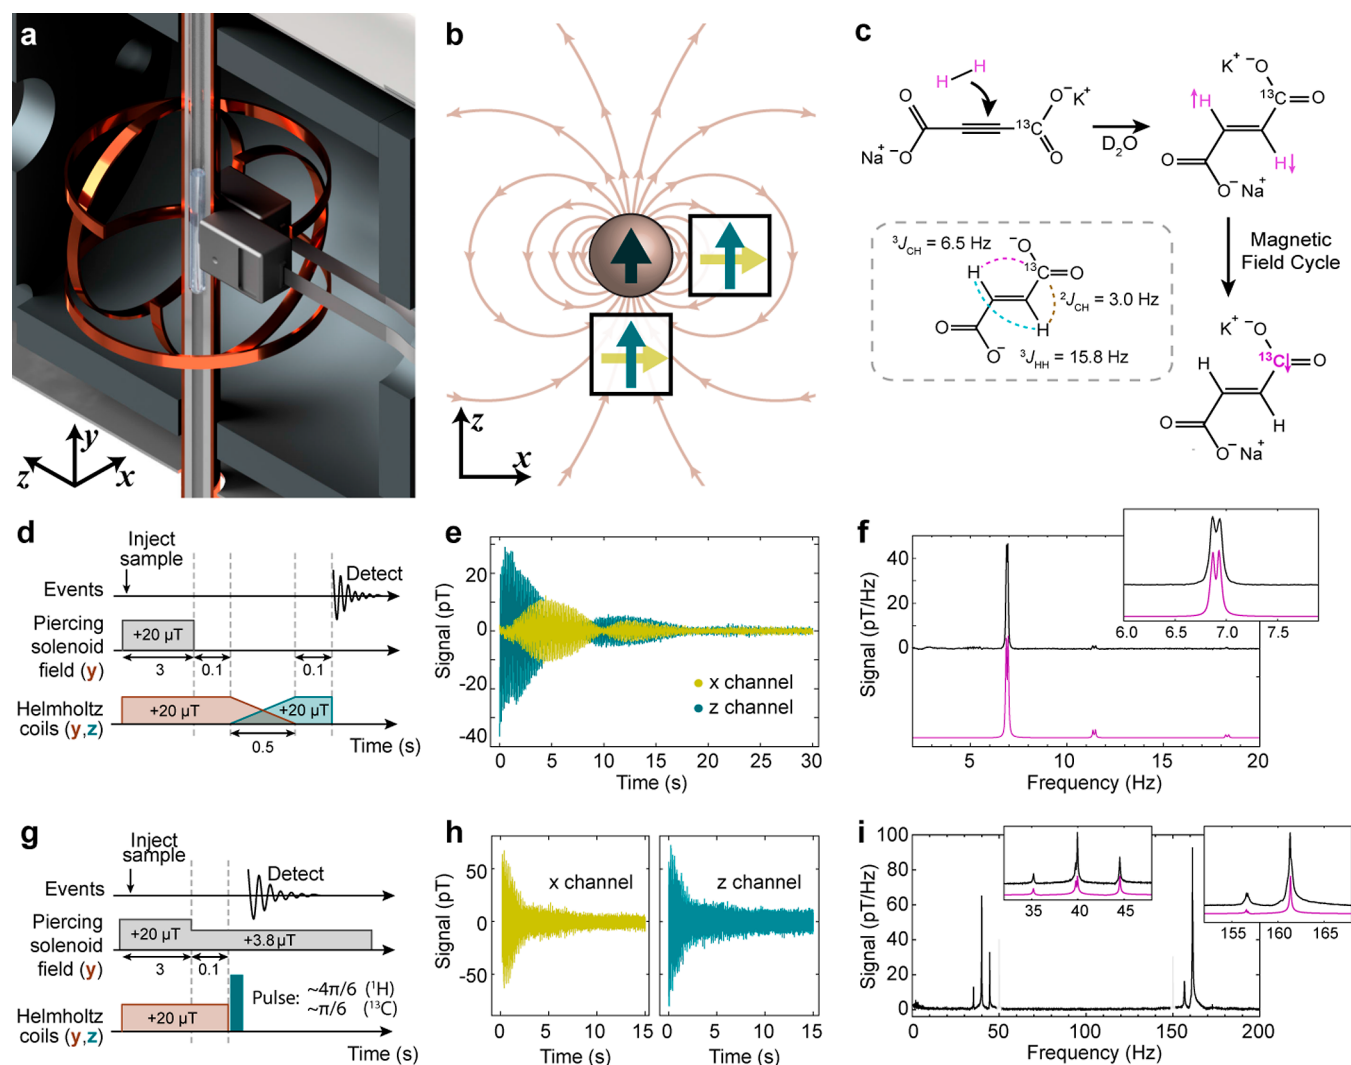 a
y
z
x
b
z
x
c
H
H
O
O⁻K⁺
¹³C
Na⁺⁻O
O
D₂O
K⁺⁻O
¹³C
O
H
H
O
O⁻Na⁺
Magnetic
Field Cycle
³J_CH = 6.5 Hz
⁻O
¹³C
O
H
²J_CH = 3.0 Hz
O
H
O⁻
³J_HH = 15.8 Hz
K⁺⁻O
¹³C
O
H
O
H
O⁻Na⁺
d
Inject
sample
Detect
Events
Piercing
solenoid
field (y)
+20 μT
3
0.1
0.1
Helmholtz
coils (y,z)
+20 μT
+20 μT
0.5
Time (s)
e
Signal (pT)
20
0
-20
-40
x channel
z channel
0
5
10
15
20
25
30
Time (s)
f
Signal (pT/Hz)
40
20
0
6.0
6.5
7.0
7.5
5
10
15
20
Frequency (Hz)
g
Inject
sample
Detect
Events
Piercing
solenoid
field (y)
+20 μT
+3.8 μT
3
0.1
Pulse:
~4π/6 (¹H)
~π/6 (¹³C)
Helmholtz
coils (y,z)
+20 μT
Time (s)
h
Signal (pT)
50
0
-50
x channel
z channel
0
5
10
15
0
5
10
15
Time (s)
Time (s)
i
Signal (pT/Hz)
100
80
60
40
20
0
35
40
45
155
161
167
0
50
100
150
200
Frequency (Hz)